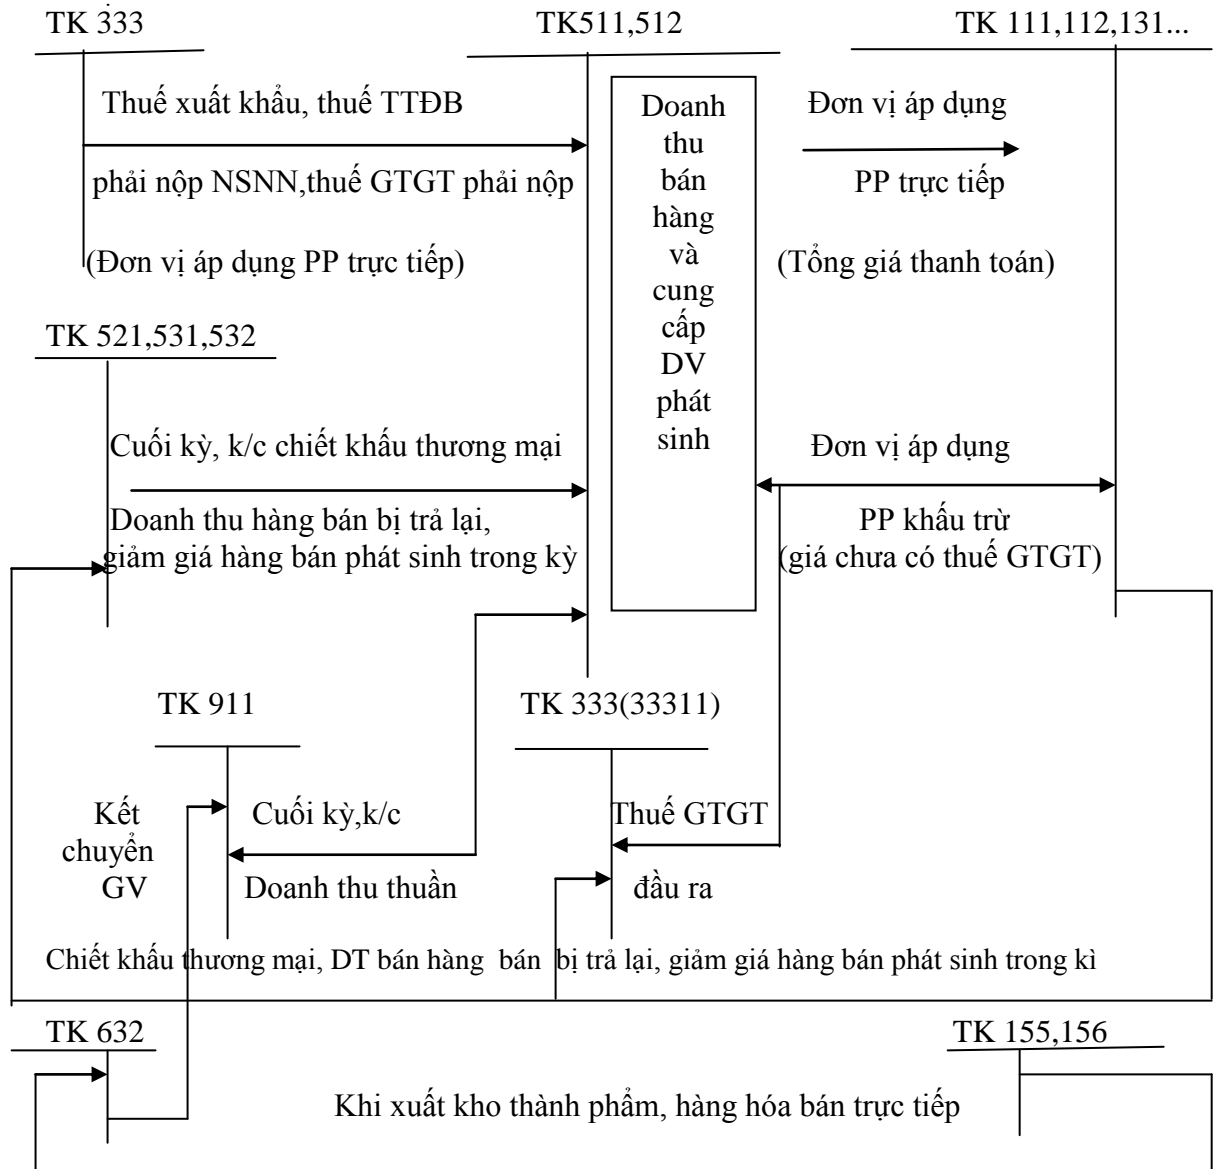 TK 333
TK511,512
TK 111,112,131...
Thuế xuất khẩu, thuế TTĐB
phải nộp NSNN,thuế GTGT phải nộp
(Đơn vị áp dụng PP trực tiếp)
Doanh
thu
bán
hàng
và
cung
cấp
DV
phát
sinh
Đơn vị áp dụng
PP trực tiếp
(Tổng giá thanh toán)
TK 521,531,532
Cuối kỳ, k/c chiết khấu thương mại
Doanh thu hàng bán bị trả lại,
giảm giá hàng bán phát sinh trong kỳ
Đơn vị áp dụng
PP khấu trừ
(giá chưa có thuế GTGT)
TK 911
TK 333(33311)
Kết
chuyển
GV
Cuối kỳ,k/c
Doanh thu thuần
Thuế GTGT
đầu ra
Chiết khấu thương mại, DT bán hàng bán bị trả lại, giảm giá hàng bán phát sinh trong kì
TK 632
TK 155,156
Khi xuất kho thành phẩm, hàng hóa bán trực tiếp